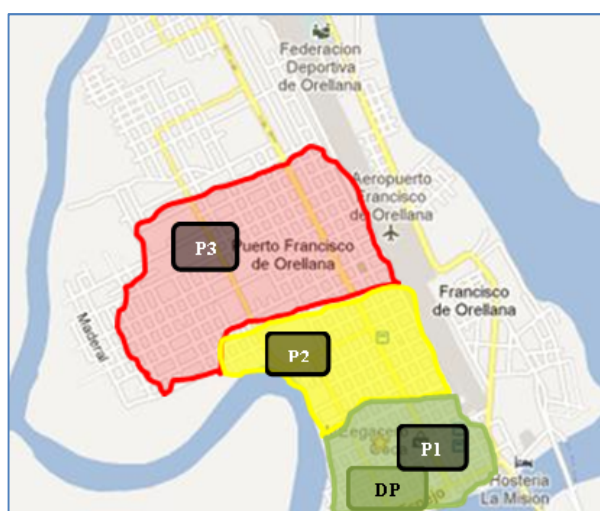 Federacion
Deportiva
de Orellana
Aeropuerto
Francisco
de Orellana
P3
Puerto Francisco
de Orellana
Francisco
de Orellana
Maderal
P2
P1
DP
Hosteria
La Mision